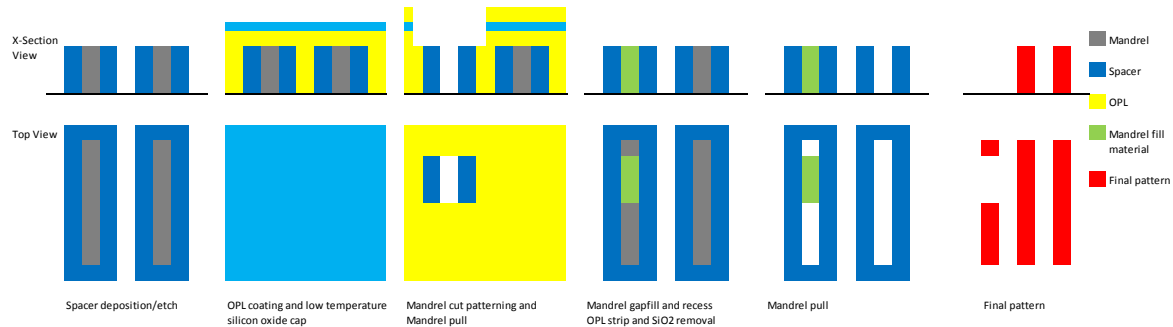 X-Section
View
Mandrel
Spacer
OPL
Top View
Mandrel fill
material
Final pattern
Spacer deposition/etch
OPL coating and low temperature
silicon oxide cap
Mandrel cut patterning and
Mandrel pull
Mandrel gapfill and recess
OPL strip and SiO2 removal
Mandrel pull
Final pattern